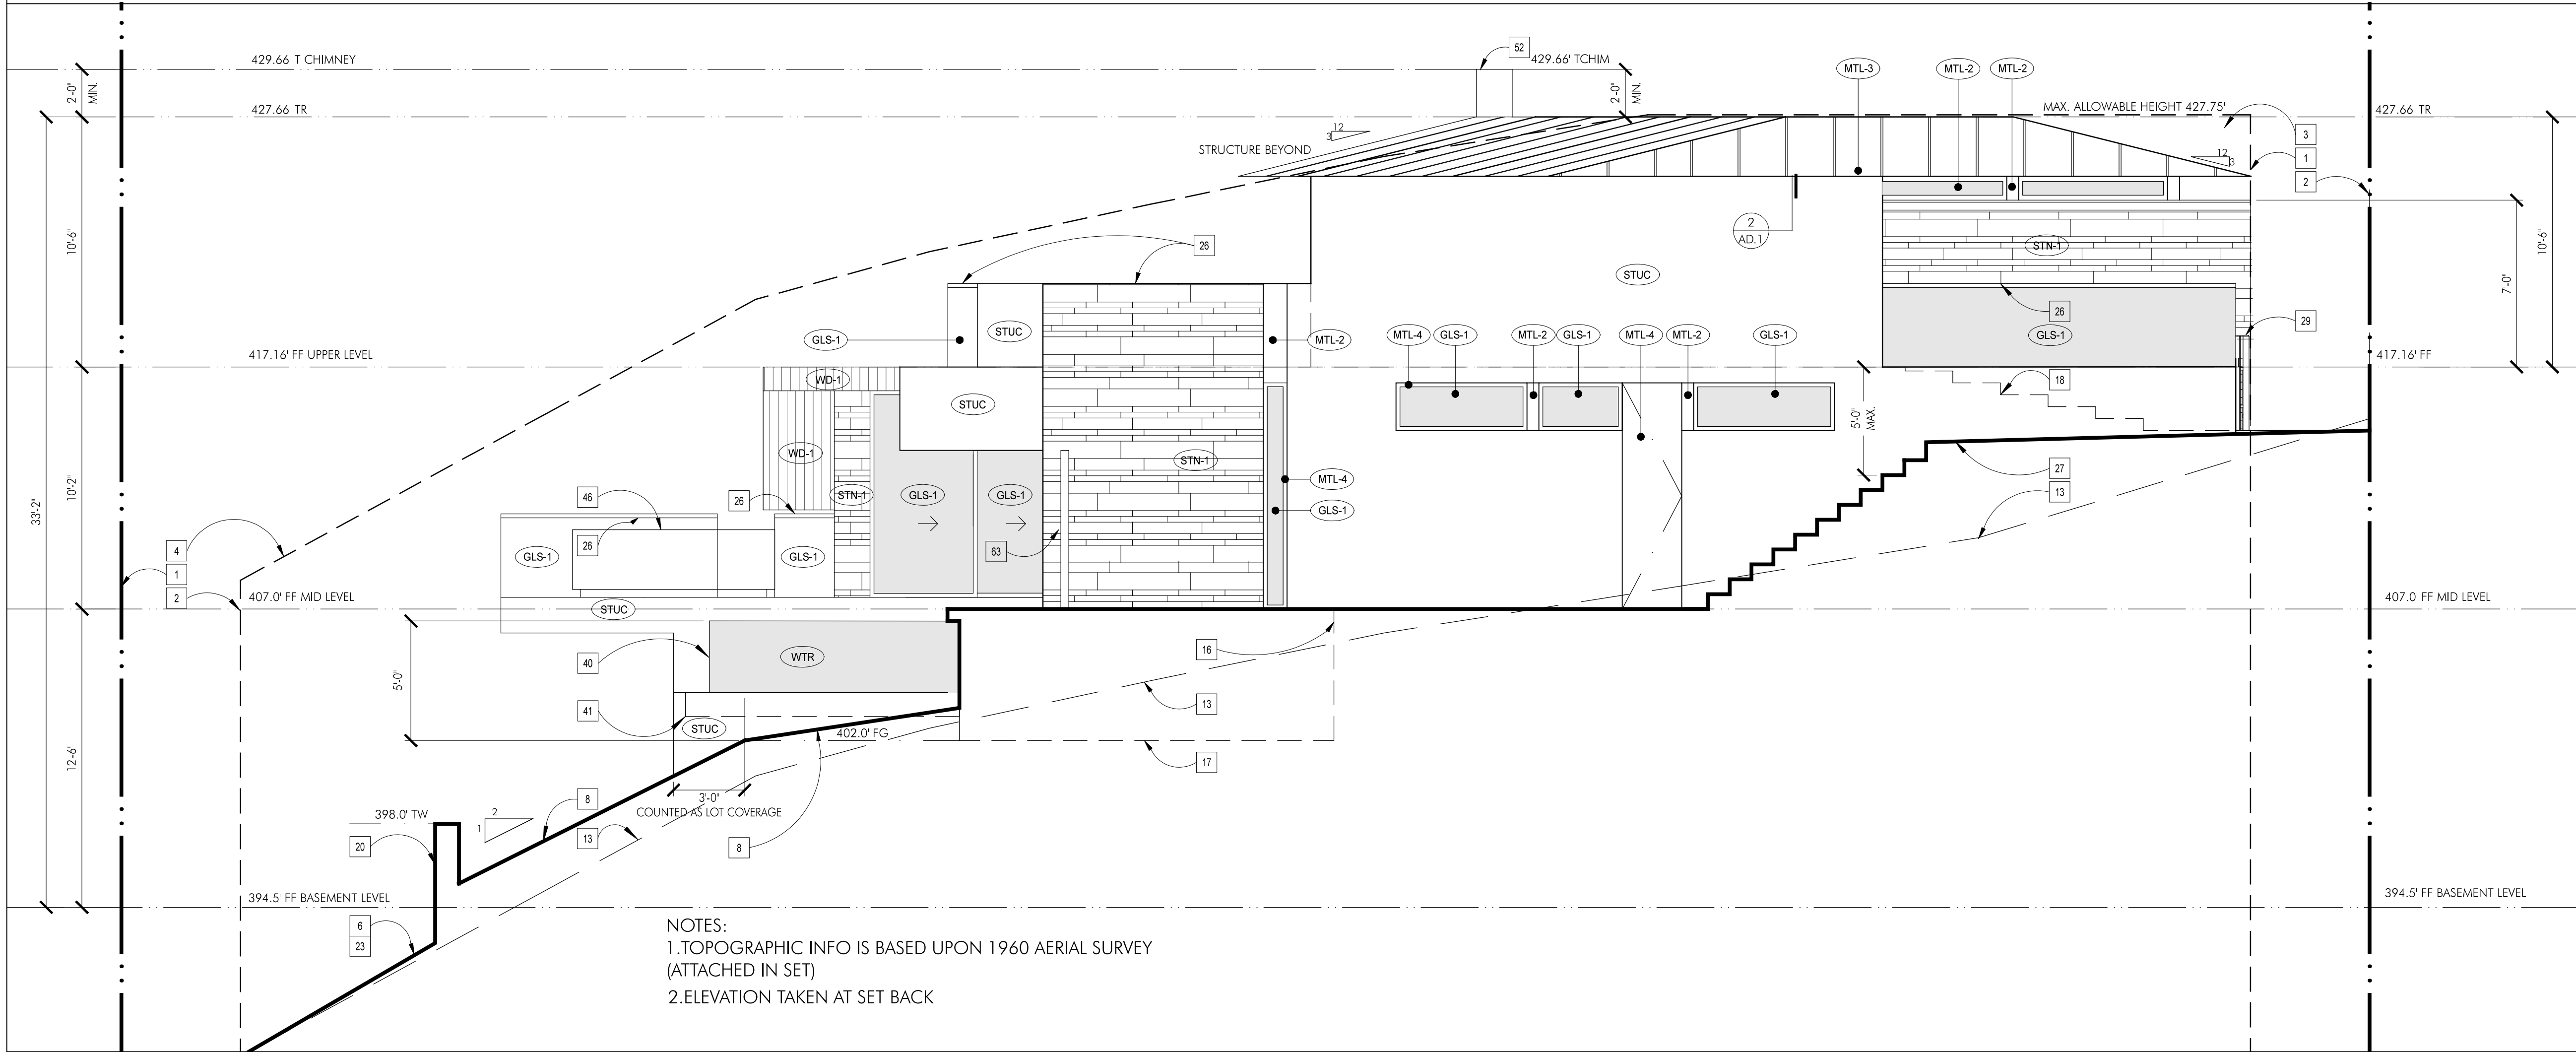 52
429.66' T CHIMNEY
429.66' TCHIM
MTL-3
MTL-2
MTL-2
2'-0"
MIN.
2'-0"
MIN.
427.66' TR
MAX. ALLOWABLE HEIGHT 427.75'
427.66' TR
12
3
3
STRUCTURE BEYOND
12
3
1
2
10'-6"
2
AD.1
26
STN-1
STUC
10'-6"
7'-0"
26
29
GLS-1
STUC
MTL-2
MTL-4
GLS-1
MTL-2
GLS-1
MTL-4
MTL-2
GLS-1
GLS-1
417.16' FF UPPER LEVEL
417.16' FF
WD-1
18
STUC
5'-0"
MAX.
WD-1
STN-1
27
MTL-4
46
26
STN-1
GLS-1
GLS-1
13
GLS-1
33'-2"
10'-2"
4
26
GLS-1
GLS-1
63
1
2
407.0' FF MID LEVEL
STUC
407.0' FF MID LEVEL
16
40
WTR
5'-0"
13
41
STUC
402.0' FG
17
12'-6"
3'-0"
COUNTED AS LOT COVERAGE
8
398.0' TW
2
1
13
20
8
394.5' FF BASEMENT LEVEL
394.5' FF BASEMENT LEVEL
6
23
NOTES:
1.TOPOGRAPHIC INFO IS BASED UPON 1960 AERIAL SURVEY
(ATTACHED IN SET)
2.ELEVATION TAKEN AT SET BACK